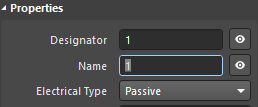 Properties
Designator 1
Name 1
Electrical Type Passive